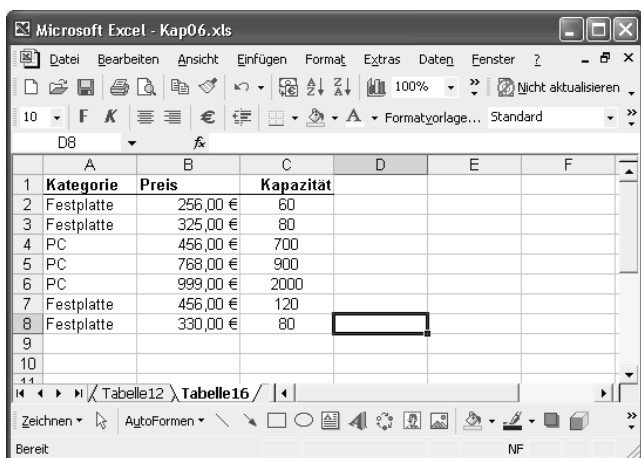 Microsoft Excel - Kap06.xls
Datei Bearbeiten Ansicht Einfügen Format Extras Daten Fenster ?
100% Nicht aktualisieren
10 F K € Formatvorlage... Standard
D8 fx
A B C D E F
1 Kategorie Preis Kapazität
2 Festplatte 256,00 € 60
3 Festplatte 325,00 € 80
4 PC 456,00 € 700
5 PC 768,00 € 900
6 PC 999,00 € 2000
7 Festplatte 456,00 € 120
8 Festplatte 330,00 € 80
9
10
11
Tabelle12 Tabelle16
Zeichnen AutoFormen
Bereit NF